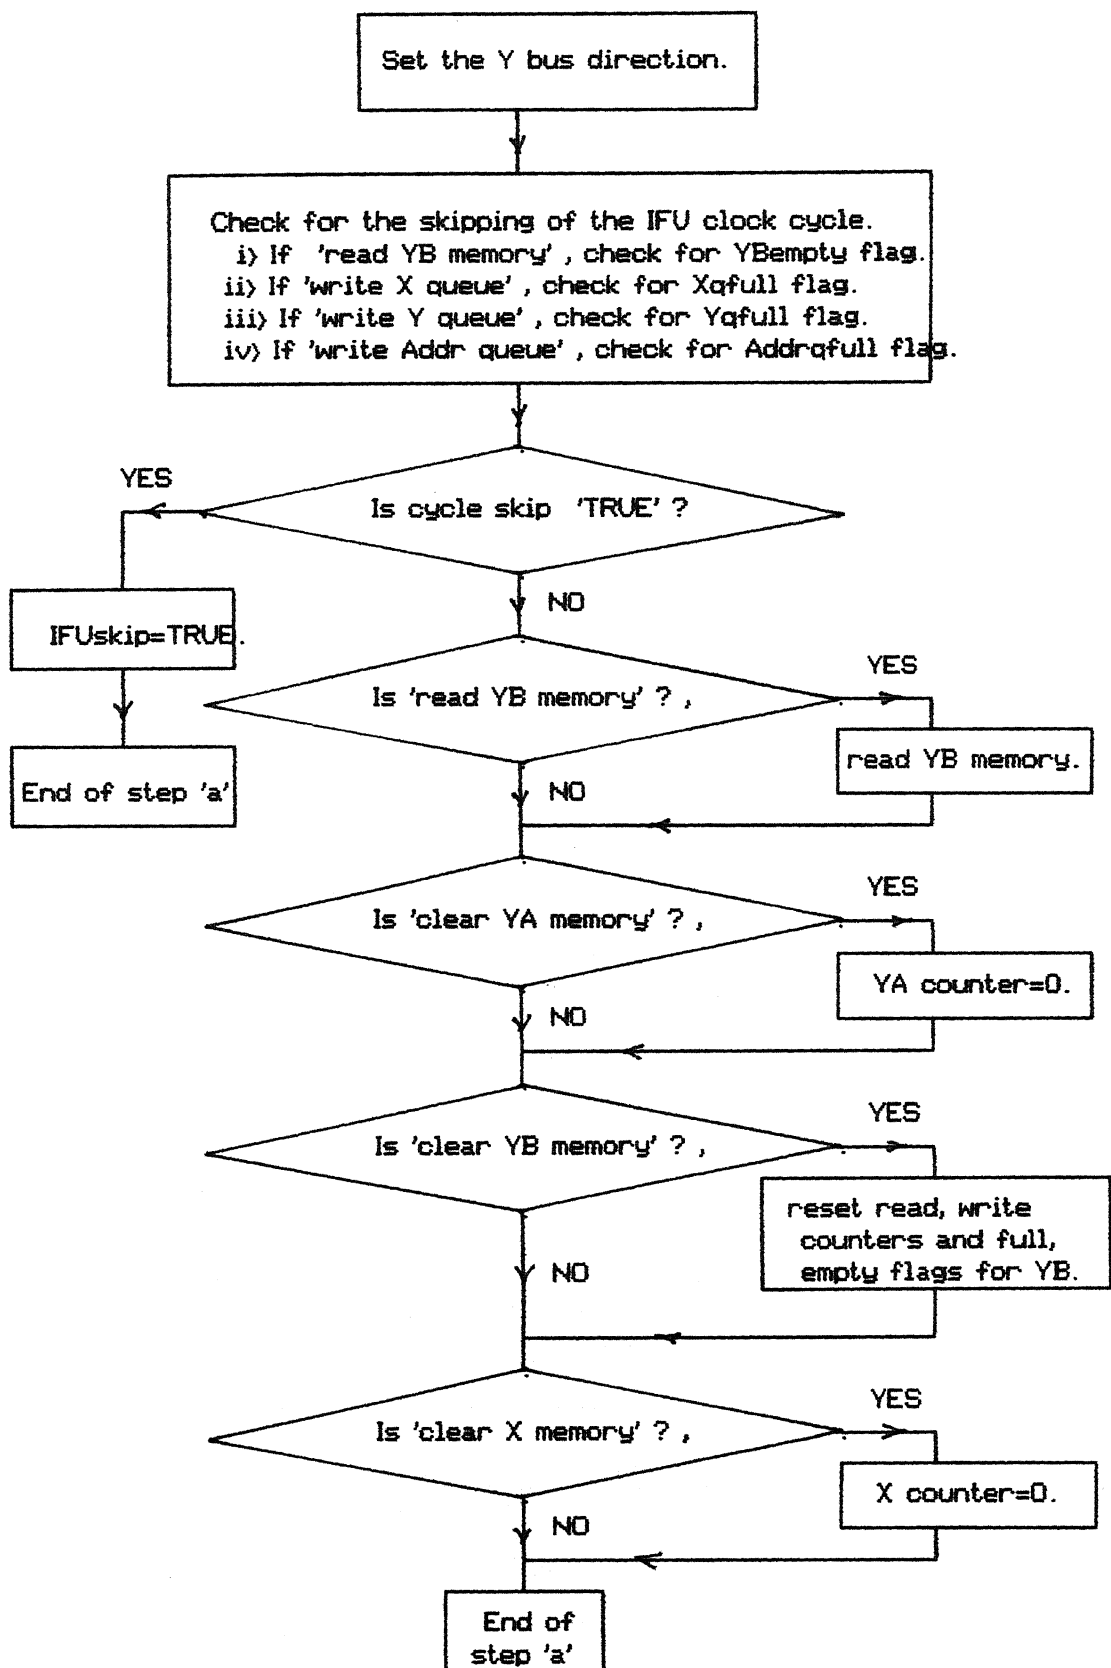 Set the Y bus direction.
Check for the skipping of the IFU clock cycle.
i) If 'read YB memory' , check for YBempty flag.
ii) If 'write X queue' , check for Xqfull flag.
iii) If 'write Y queue' , check for Yqfull flag.
iv) If 'write Addr queue' , check for Addrqfull flag.
YES
Is cycle skip 'TRUE' ?
NO
IFUskip=TRUE.
YES
Is 'read YB memory' ? ,
read YB memory.
End of step 'a'
NO
YES
Is 'clear YA memory' ? ,
YA counter=0.
NO
YES
Is 'clear YB memory' ? ,
reset read, write
counters and full,
empty flags for YB.
NO
YES
Is 'clear X memory' ? ,
X counter=0.
NO
End of
step 'a'